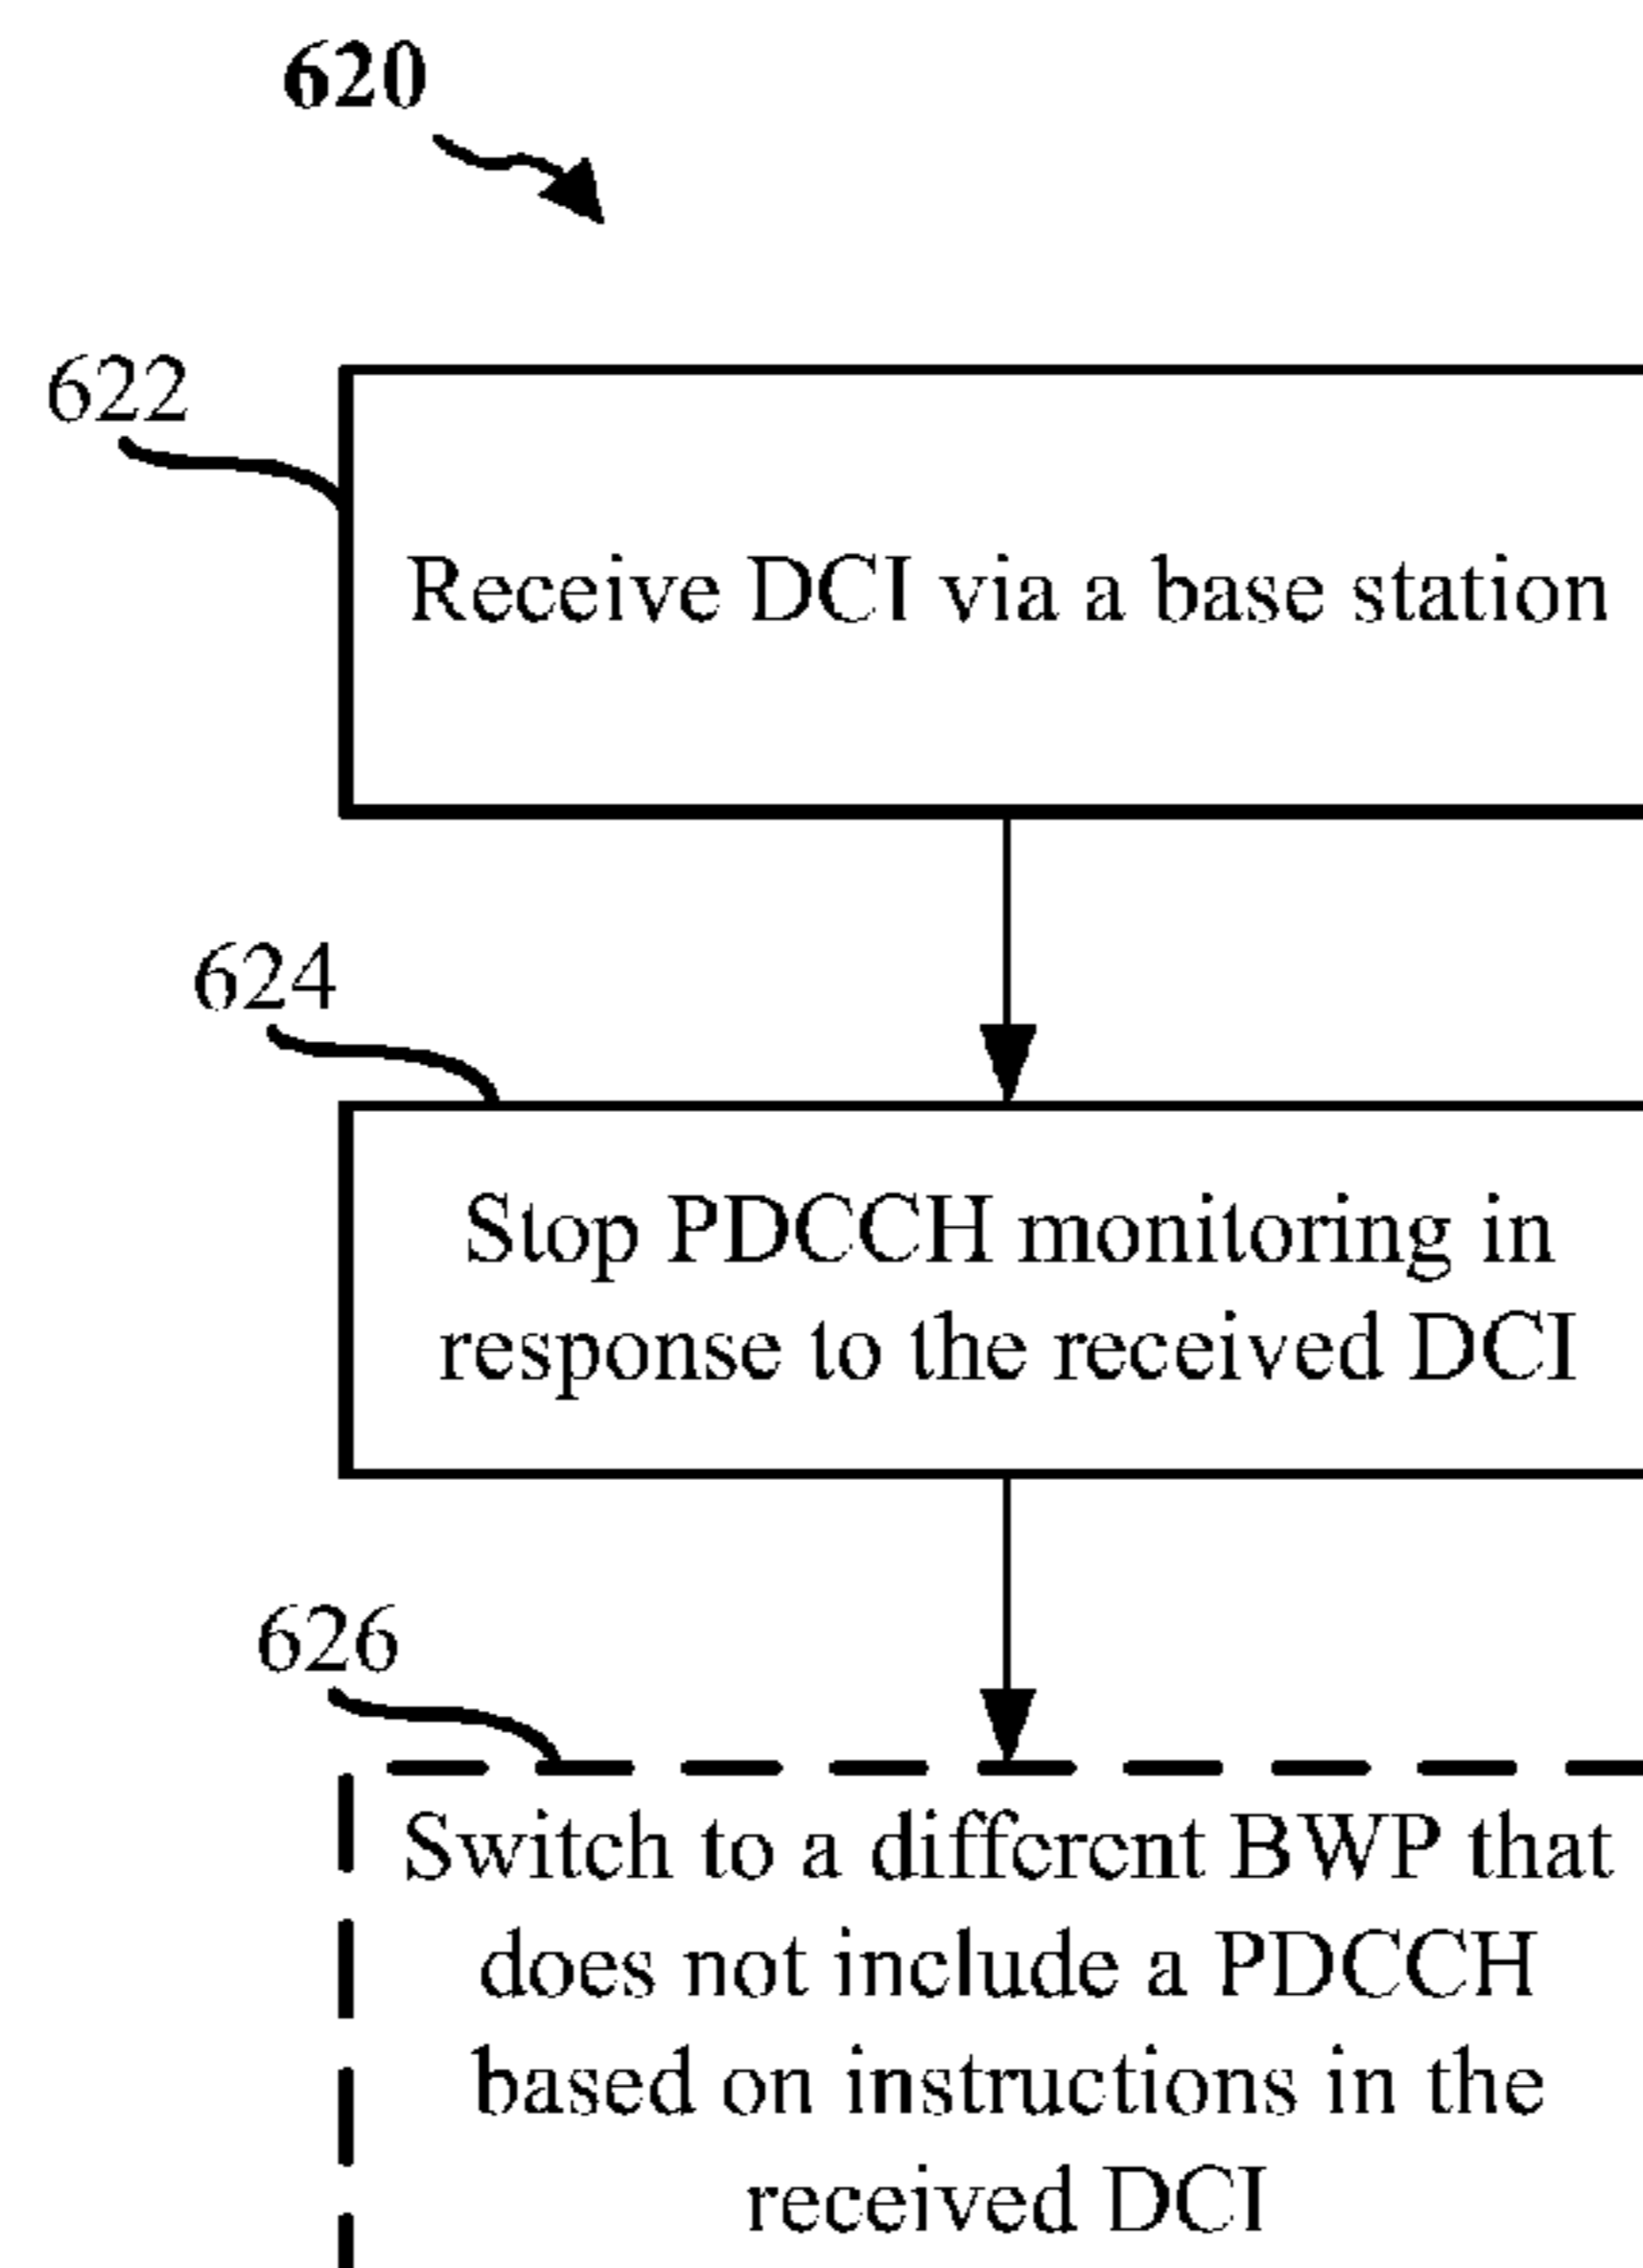 620
622
Receive DCI via a base station
624
Stop PDCCH monitoring in
response to the received DCI
626
Switch to a different BWP that
does not include a PDCCH
based on instructions in the
received DCI